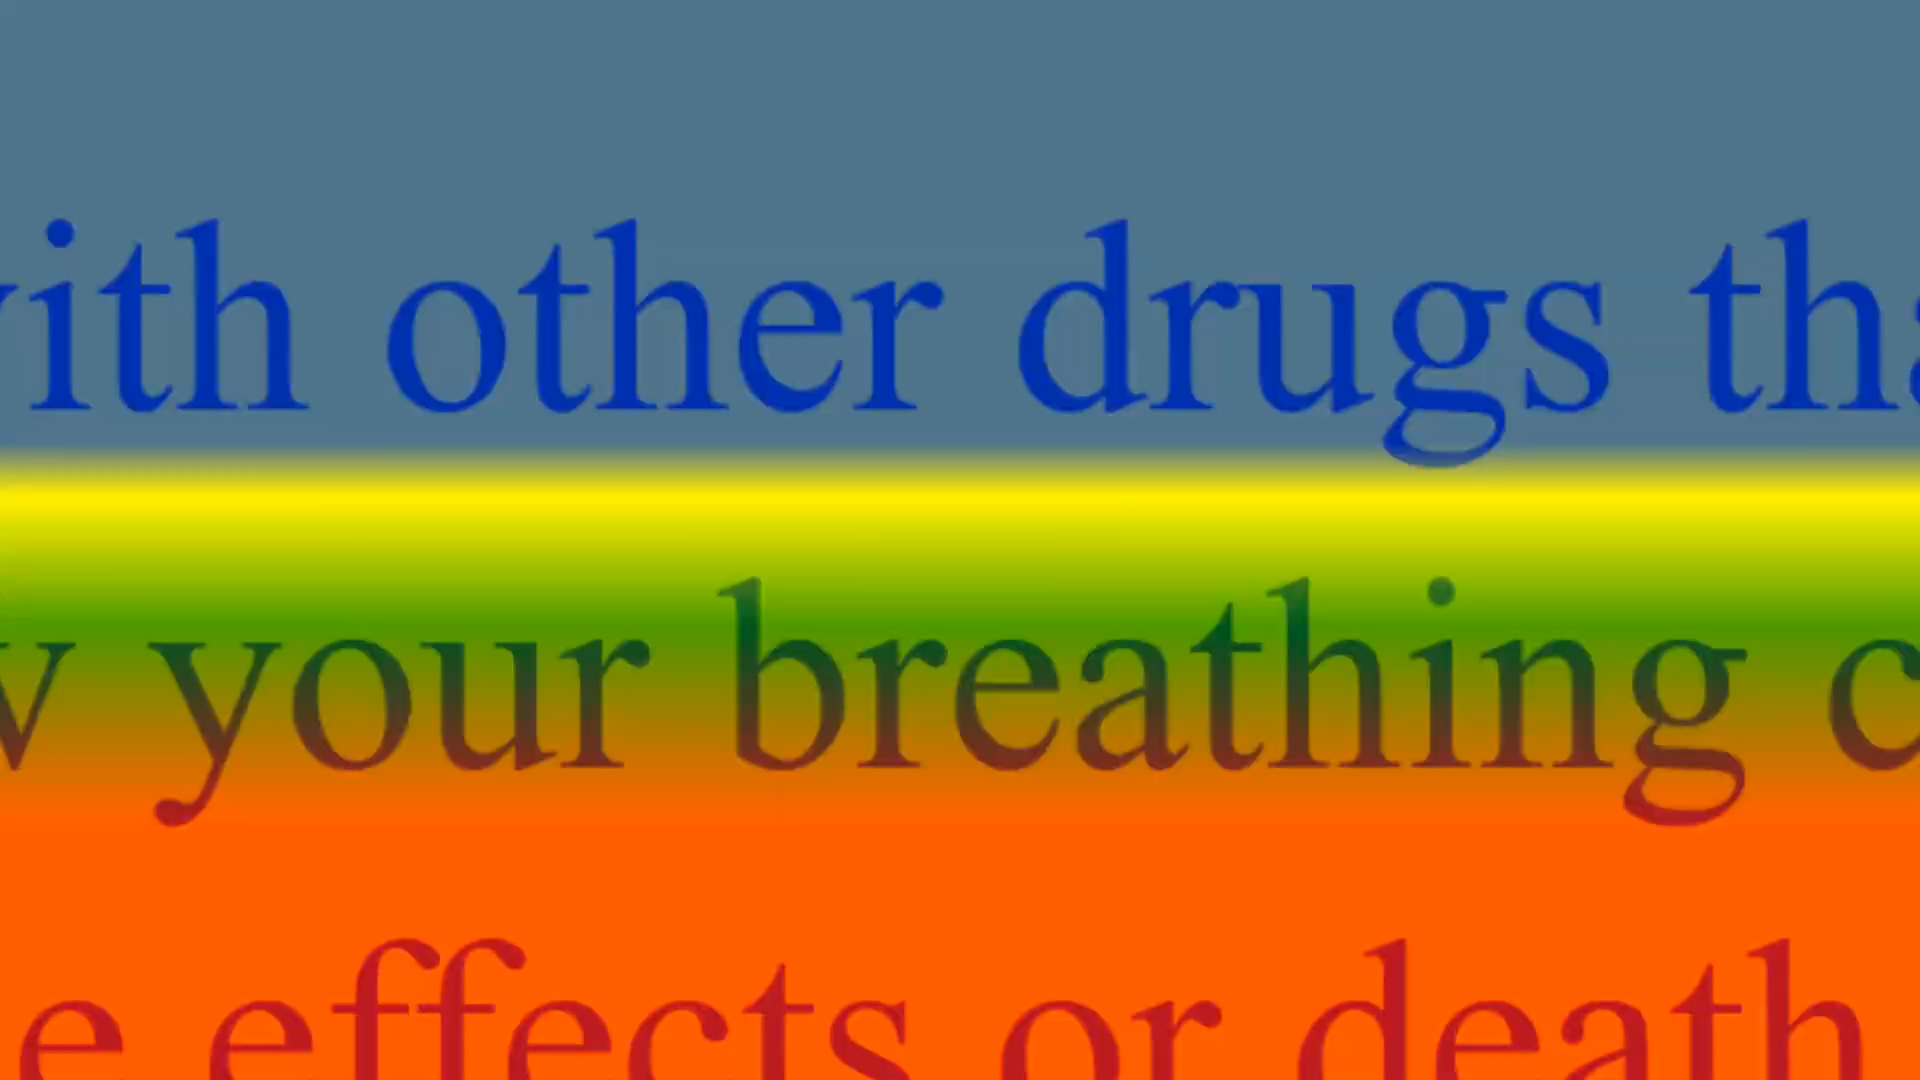 with other drugs tha
w your breathing c
e effects or death